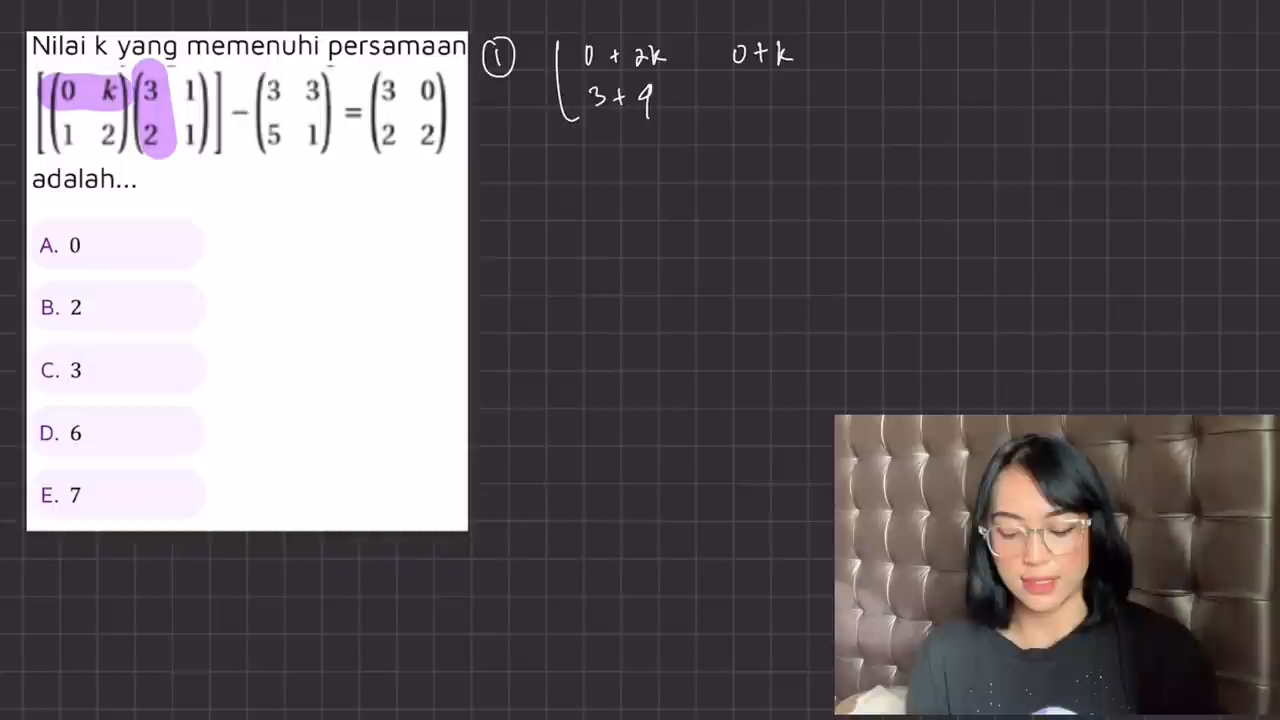 Nilai k yang memenuhi persamaan
[(0 k
1 2)(3 1
2 1)] − (3 3
5 1) = (3 0
2 2)
adalah...
A. 0
B. 2
C. 3
D. 6
E. 7
① 0 + 2k 0 + k
3 + 9